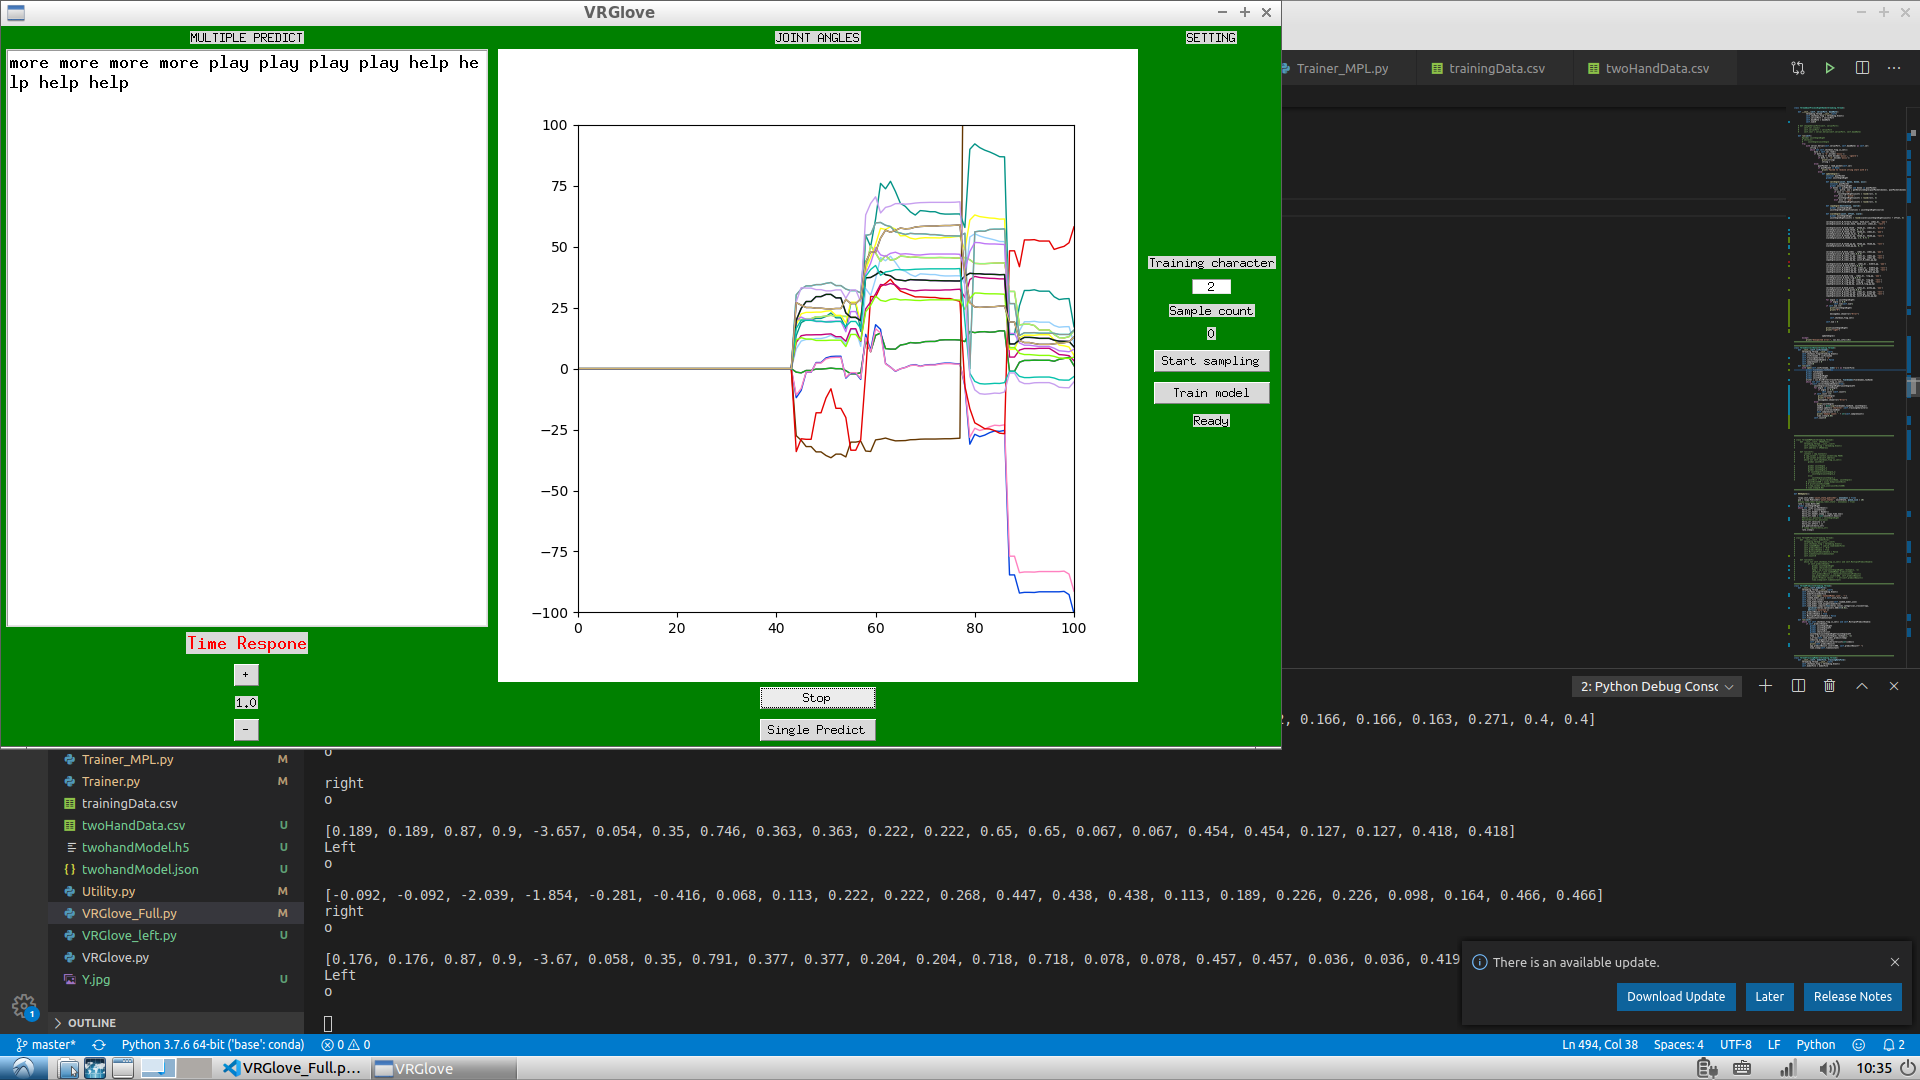 VRGlove
MULTIPLE PREDICT
more more more more play play play play help he
lp help help
Time Respone
+
1.0
-
JOINT ANGLES
100
75
50
25
0
−25
−50
−75
−100
0 20 40 60 80 100
Stop
Single Predict
SETTING
Training character
2
Sample count
0
Start sampling
Train model
Ready
Trainer_MPL.py
trainingData.csv
twoHandData.csv
2: Python Debug Consc
, 0.166, 0.166, 0.163, 0.271, 0.4, 0.4]
o
right
o
[0.189, 0.189, 0.87, 0.9, -3.657, 0.054, 0.35, 0.746, 0.363, 0.363, 0.222, 0.222, 0.65, 0.65, 0.067, 0.067, 0.454, 0.454, 0.127, 0.127, 0.418, 0.418]
Left
o
[-0.092, -0.092, -2.039, -1.854, -0.281, -0.416, 0.068, 0.113, 0.222, 0.222, 0.268, 0.447, 0.438, 0.438, 0.113, 0.189, 0.226, 0.226, 0.098, 0.164, 0.466, 0.466]
right
o
[0.176, 0.176, 0.87, 0.9, -3.67, 0.058, 0.35, 0.791, 0.377, 0.377, 0.204, 0.204, 0.718, 0.718, 0.078, 0.078, 0.457, 0.457, 0.036, 0.036, 0.419
Left
o
Trainer_MPL.py M
Trainer.py M
trainingData.csv
twoHandData.csv U
twohandModel.h5 U
twohandModel.json U
Utility.py M
VRGlove_Full.py M
VRGlove_left.py U
VRGlove.py
Y.jpg U
OUTLINE
1
There is an available update.
Download Update
Later
Release Notes
master*
Python 3.7.6 64-bit ('base': conda)
0 0
Ln 494, Col 38
Spaces: 4
UTF-8
LF
Python
2
VRGlove_Full.p...
VRGlove
10:35